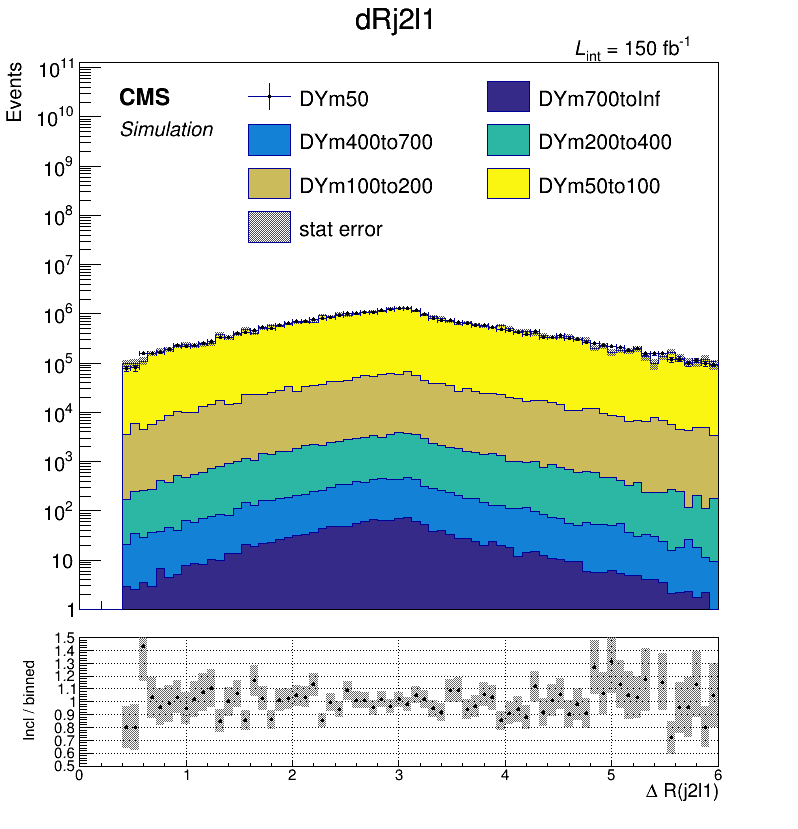 dRj2l1
L_int = 150 fb^-1
Events
10^11
10^10
10^9
10^8
10^7
10^6
10^5
10^4
10^3
10^2
10
1
CMS
Simulation
DYm50
DYm700toInf
DYm400to700
DYm200to400
DYm100to200
DYm50to100
stat error
Incl / binned
1.5
1.4
1.3
1.2
1.1
1
0.9
0.8
0.7
0.6
0.5
0 1 2 3 4 5 6
Δ R(j2l1)